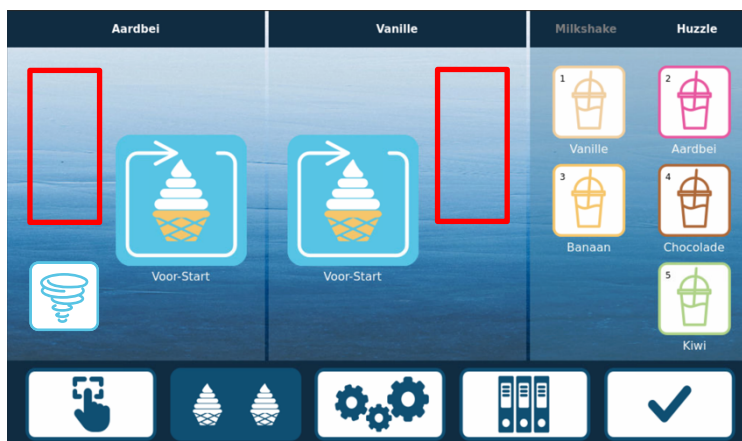 Aardbei
Vanille
Milkshake
Huzzle
1
2
Vanille
Aardbei
3
4
Banaan
Chocolade
5
Kiwi
Voor-Start
Voor-Start